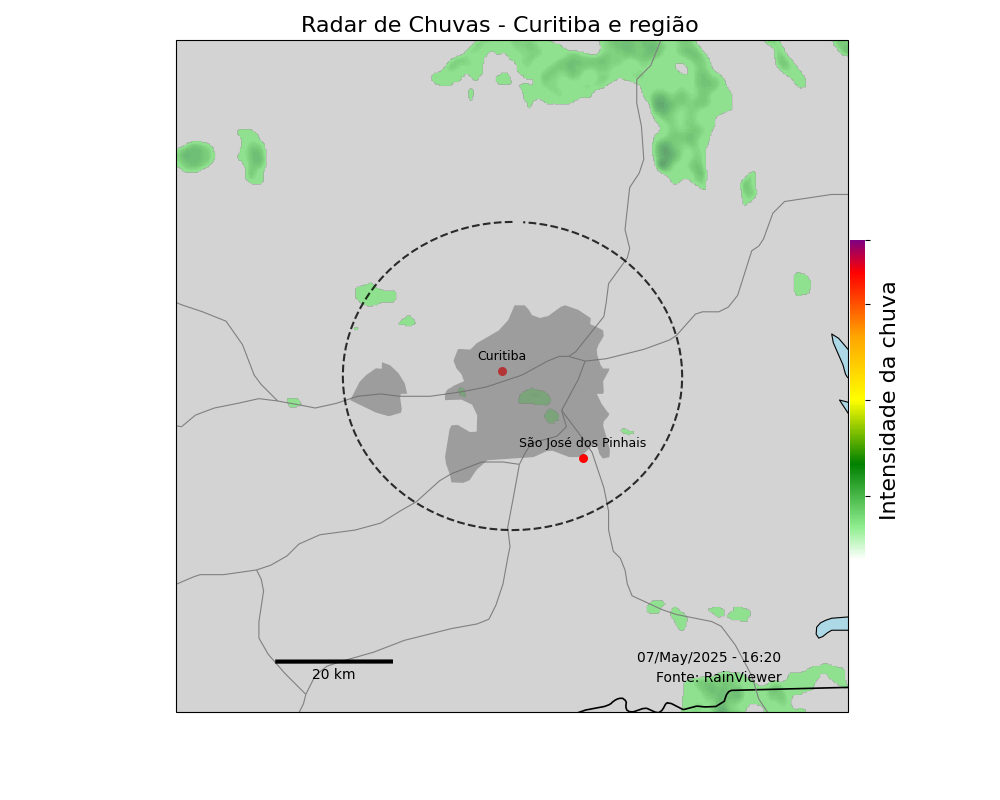 Radar de Chuvas - Curitiba e região
Curitiba
São José dos Pinhais
Intensidade da chuva
07/May/2025 - 16:20
Fonte: RainViewer
20 km